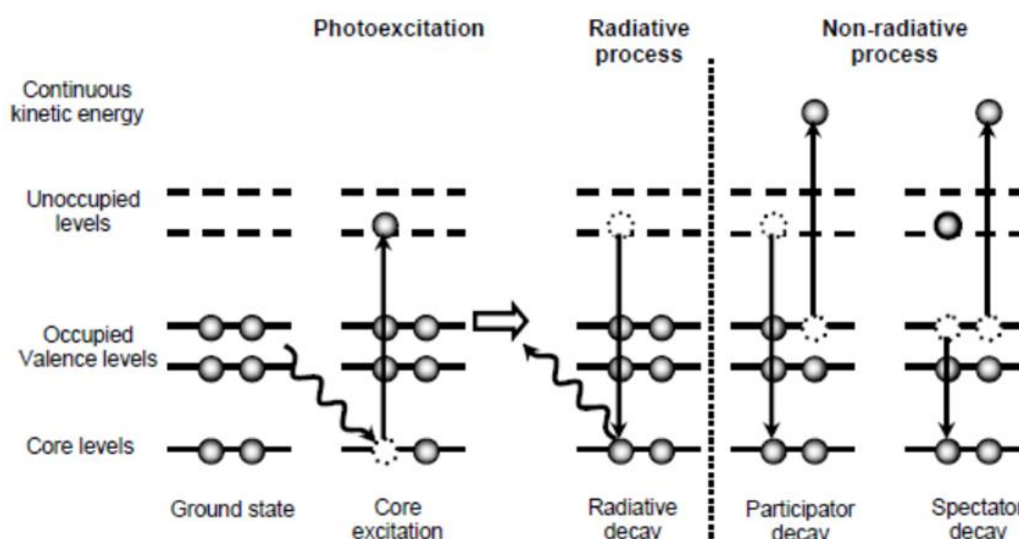 Photoexcitation
Radiative
process
Non-radiative
process
Continuous
kinetic energy
Unoccupied
levels
Occupied
Valence levels
Core levels
Ground state
Core
excitation
Radiative
decay
Participator
decay
Spectator
decay